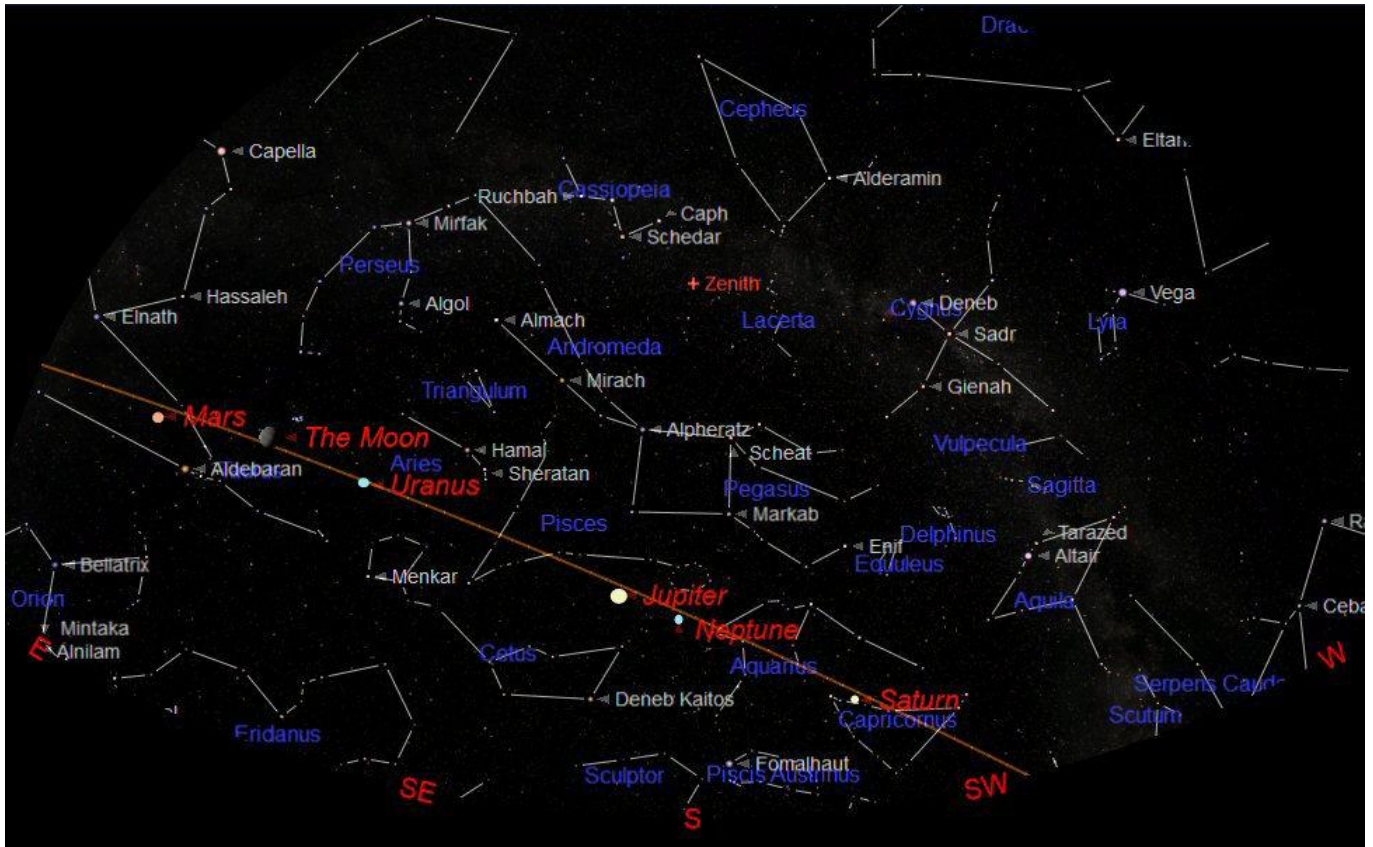 Drac
Cepheus
Eltan
Capella
Alderamin
Ruchbah
Cassiopeia
Caph
Mirfak
Schedar
Perseus
Zenith
Hassaleh
Algol
Deneb
Vega
Elnath
Almach
Lacerta
Cygnus
Lyra
Sadr
Andromeda
Mirach
Gienah
Triangulum
Mars
The Moon
Alpheratz
Vulpecula
Hamal
Scheat
Aldebaran
Taurus
Aries
Sheratan
Uranus
Pegasus
Sagitta
Pisces
Markab
Ra
Delphinus
Tarazed
Enif
Altair
Bellatrix
Menkar
Equuleus
Orion
Jupiter
Aquila
Ceba
Mintaka
Neptune
E
Alnilam
Cetus
Aquarius
W
Serpens Cauda
Deneb Kaitos
Saturn
Capricornus
Scutum
Eridanus
Fomalhaut
Sculptor
Piscis Austrinus
SE
SW
S